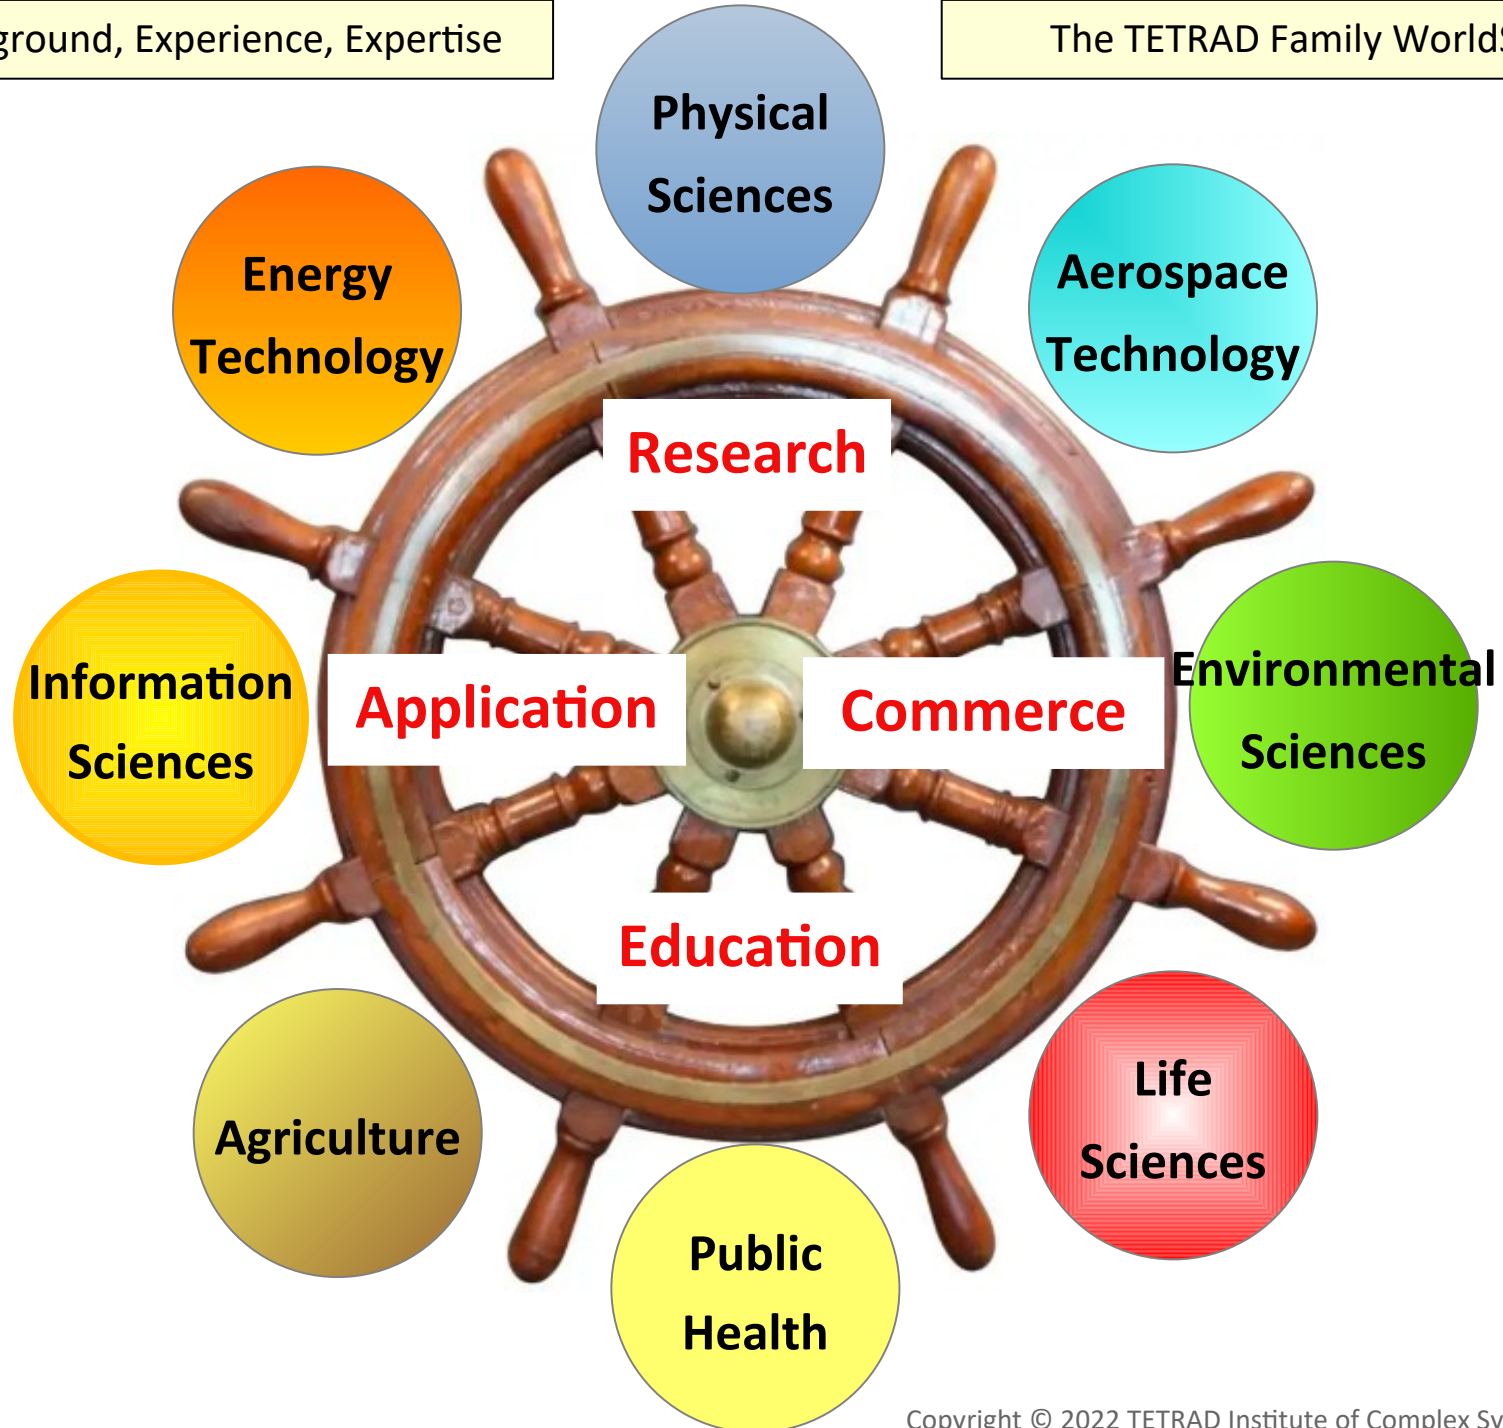 ground, Experience, Expertise
The TETRAD Family World
Physical
Sciences
Energy
Technology
Aerospace
Technology
Research
Information
Sciences
Application
Commerce
Environmental
Sciences
Education
Agriculture
Life
Sciences
Public
Health
Copyright © 2022 TETRAD Institute of Complex Sy